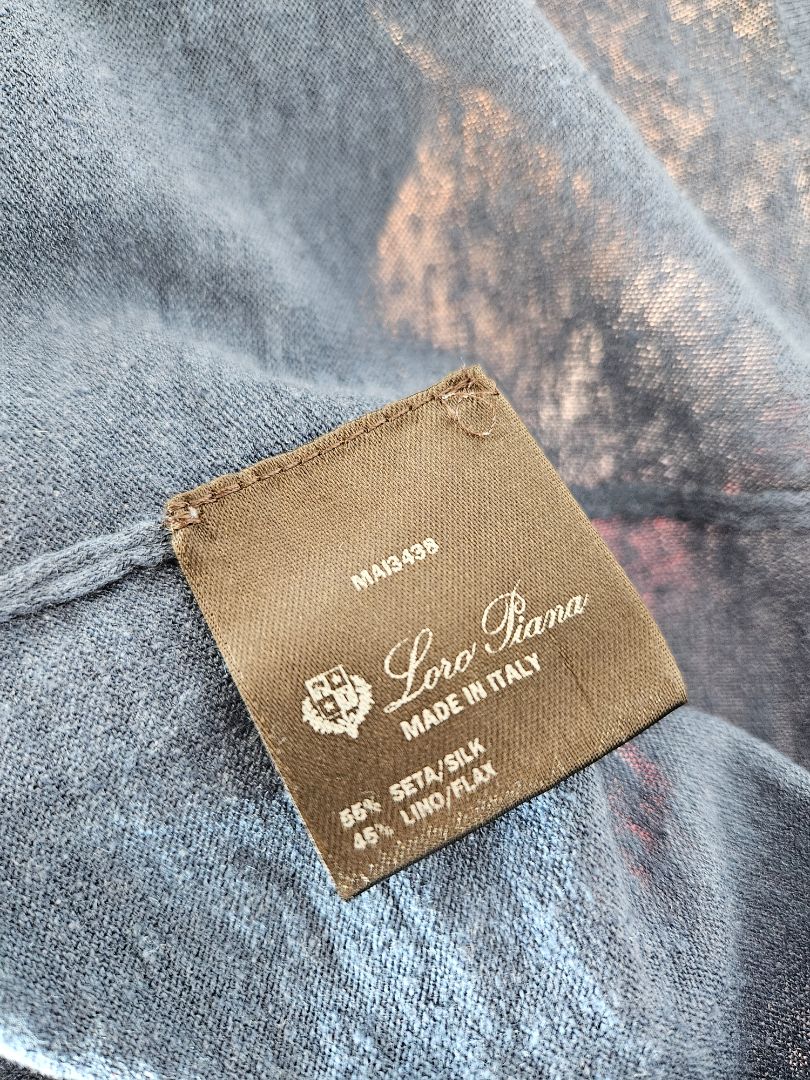 MAI3438
Loro Piana
MADE IN ITALY
55% SETA/SILK
45% LINO/FLAX